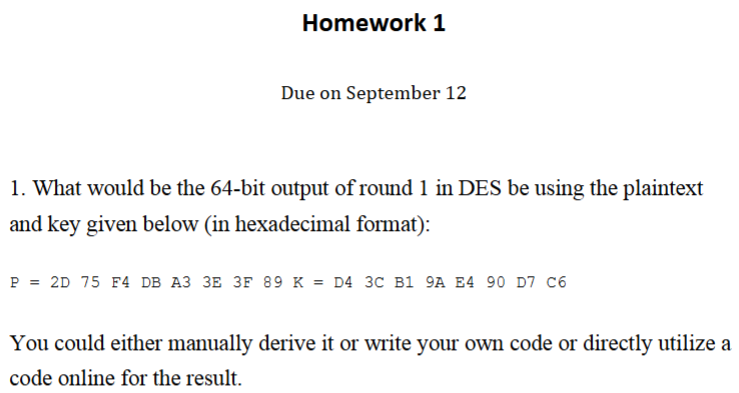 Homework 1
Due on September 12
1. What would be the 64-bit output of round 1 in DES be using the plaintext
and key given below (in hexadecimal format):
P = 2D 75 F4 DB A3 3E 3F 89 K = D4 3C B1 9A E4 90 D7 C6
You could either manually derive it or write your own code or directly utilize a
code online for the result.